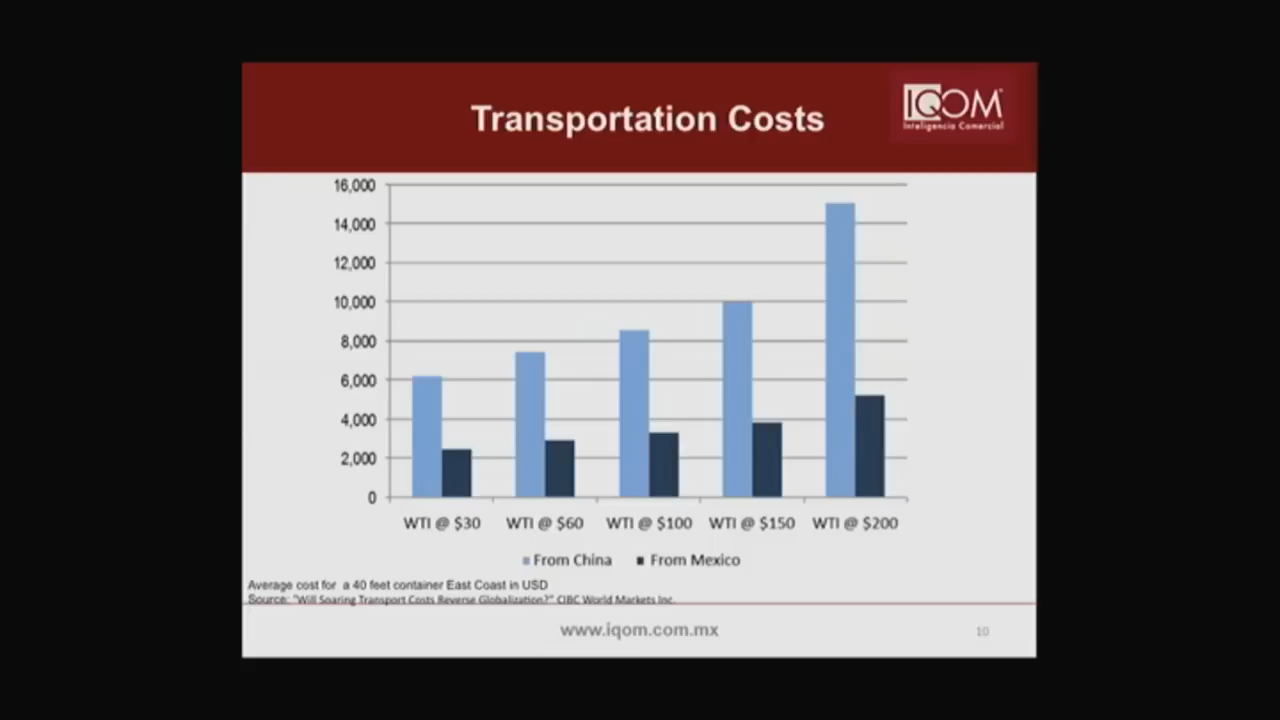 Transportation Costs
IQOM
Inteligencia Comercial
16,000
14,000
12,000
10,000
8,000
6,000
4,000
2,000
0
WTI @ $30 WTI @ $60 WTI @ $100 WTI @ $150 WTI @ $200
From China From Mexico
Average cost for a 40 feet container East Coast in USD
Source: "Will Soaring Transport Costs Reverse Globalization?" CIBC World Markets Inc.
www.iqom.com.mx
10